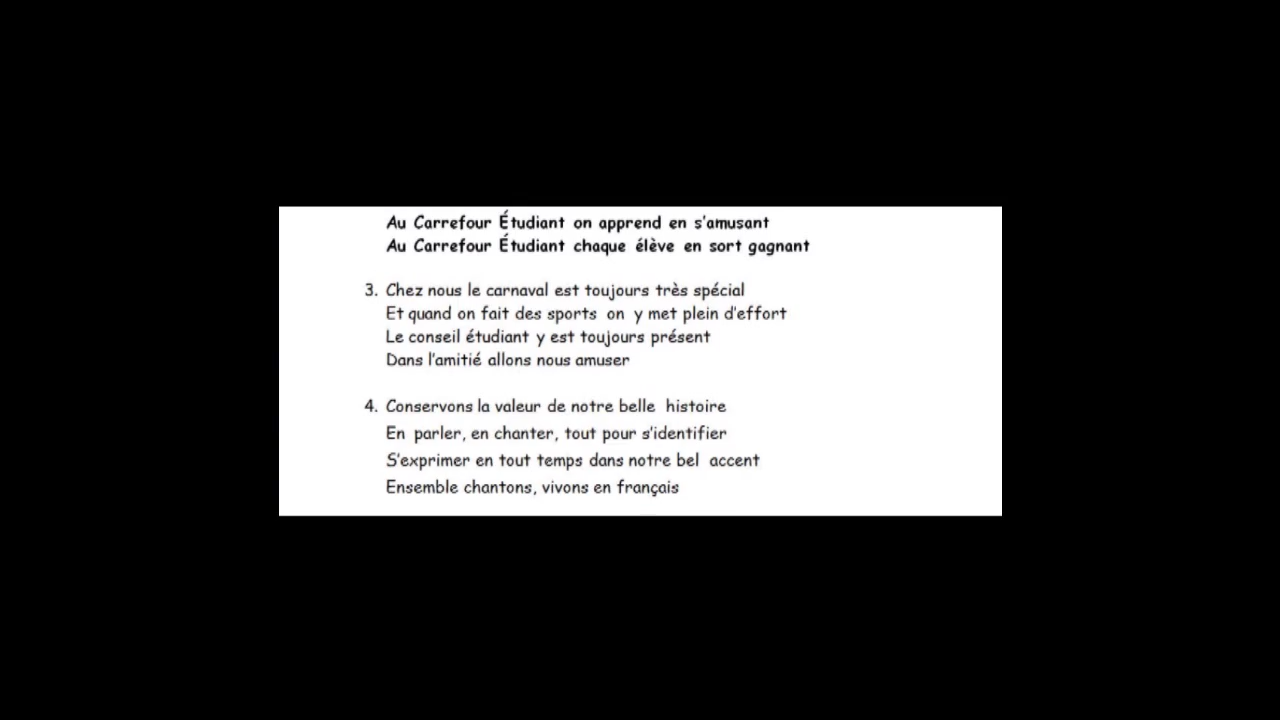 Au Carrefour Étudiant on apprend en s'amusant
Au Carrefour Étudiant chaque élève en sort gagnant
3. Chez nous le carnaval est toujours très spécial
Et quand on fait des sports on y met plein d'effort
Le conseil étudiant y est toujours présent
Dans l'amitié allons nous amuser
4. Conservons la valeur de notre belle histoire
En parler, en chanter, tout pour s'identifier
S'exprimer en tout temps dans notre bel accent
Ensemble chantons, vivons en français